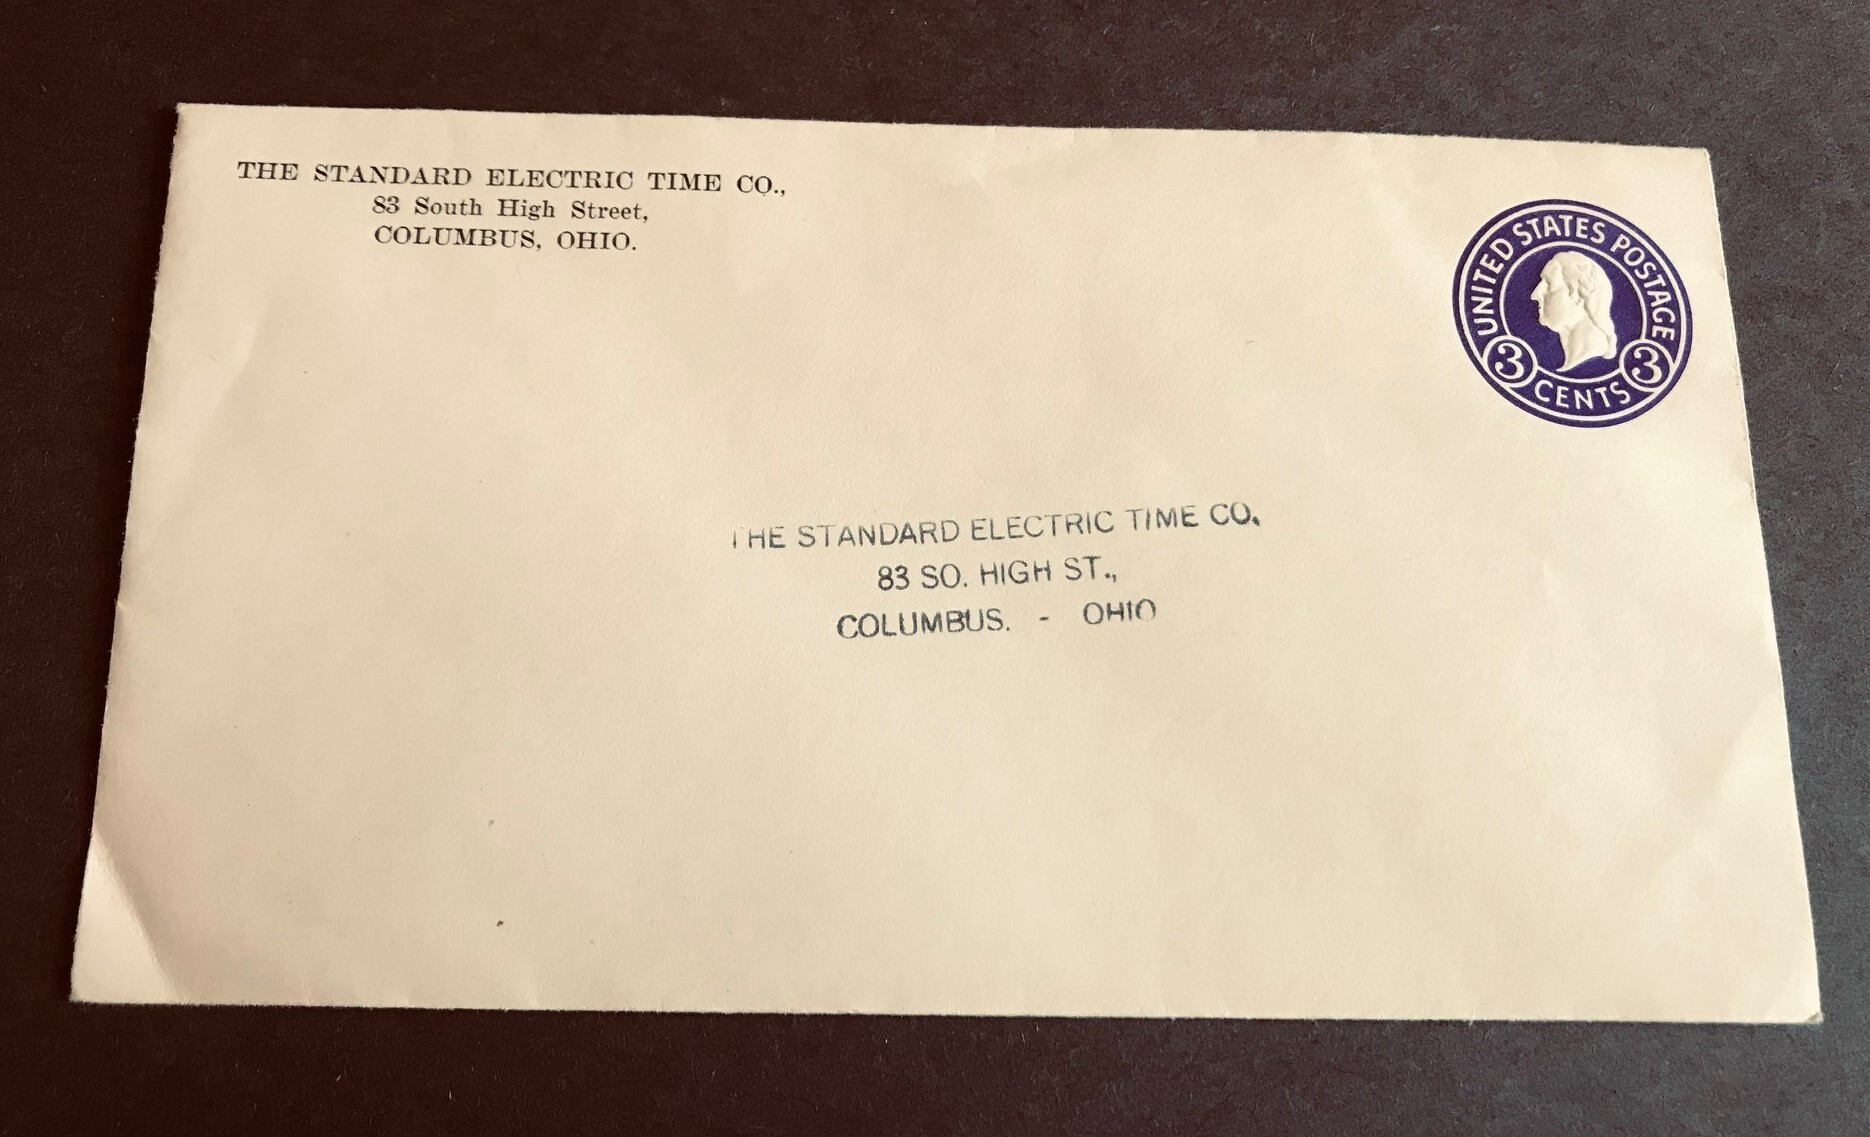 THE STANDARD ELECTRIC TIME CO.,
83 South High Street,
COLUMBUS, OHIO.
UNITED STATES POSTAGE
3 CENTS 3
THE STANDARD ELECTRIC TIME CO.
83 SO. HIGH ST.,
COLUMBUS. - OHIO